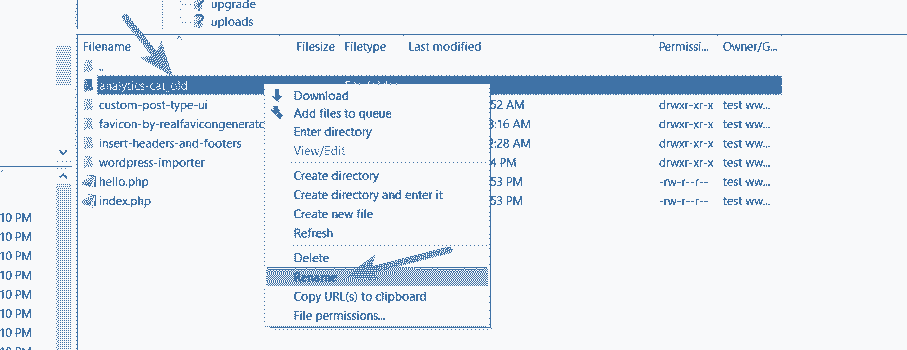 upgrade
uploads
Filename Filesize Filetype Last modified Permissi... Owner/G...
..
analytics-cat_old
custom-post-type-ui :52 AM drwxr-xr-x test ww...
favicon-by-realfavicongenerato 3:16 AM drwxr-xr-x test ww...
insert-headers-and-footers 2:28 AM drwxr-xr-x test ww...
wordpress-importer 4 PM drwxr-xr-x test ww...
hello.php :53 PM -rw-r--r-- test ww...
index.php :53 PM -rw-r--r-- test ww...
Download
Add files to queue
Enter directory
View/Edit
Create directory
Create directory and enter it
Create new file
Refresh
Delete
Rename
Copy URL(s) to clipboard
File permissions...
10 PM
10 PM
10 PM
10 PM
10 PM
10 PM
10 PM